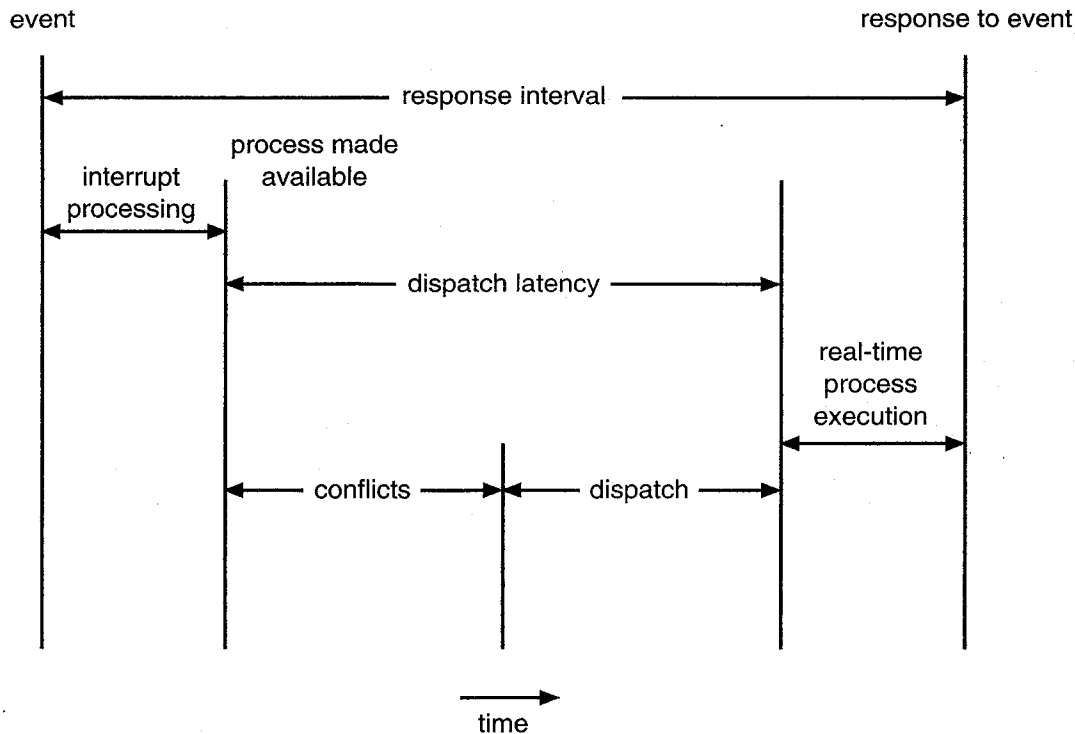 event
response to event
response interval
process made
available
interrupt
processing
dispatch latency
real-time
process
execution
conflicts
dispatch
time